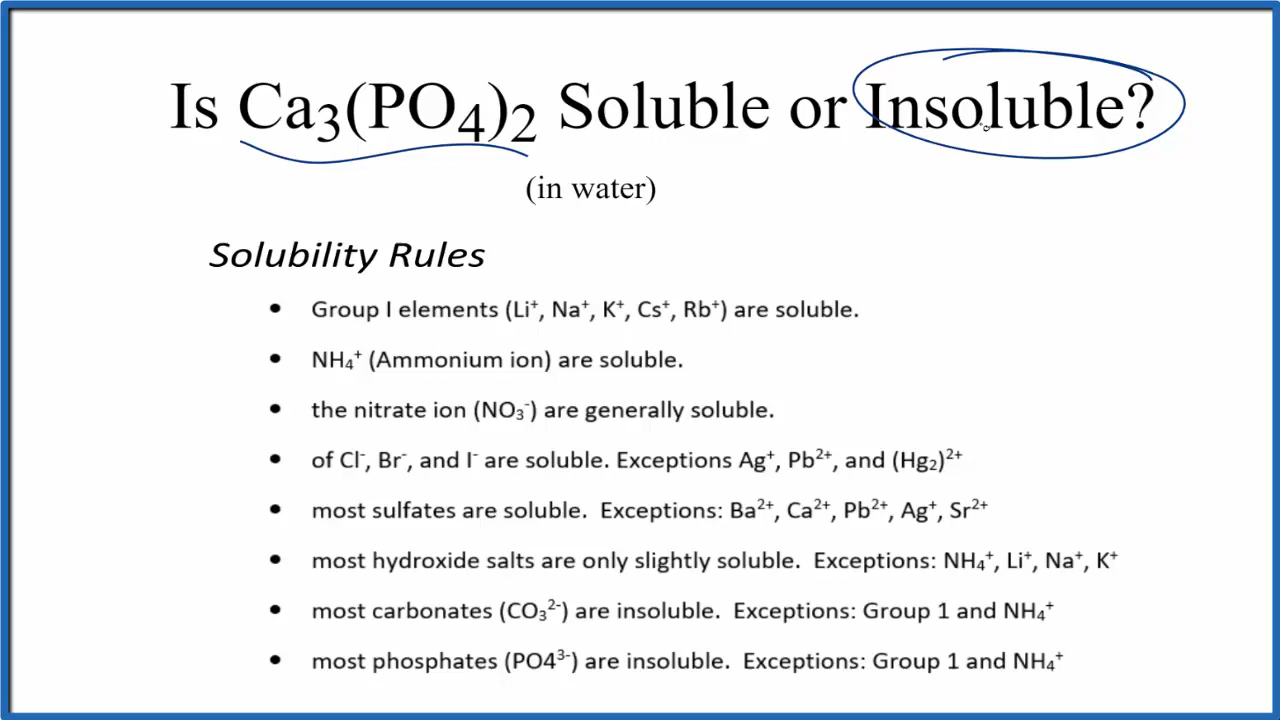 Is Ca₃(PO₄)₂ Soluble or Insoluble?
(in water)
Solubility Rules
• Group I elements (Li⁺, Na⁺, K⁺, Cs⁺, Rb⁺) are soluble.
• NH₄⁺ (Ammonium ion) are soluble.
• the nitrate ion (NO₃⁻) are generally soluble.
• of Cl⁻, Br⁻, and I⁻ are soluble. Exceptions Ag⁺, Pb²⁺, and (Hg₂)²⁺
• most sulfates are soluble. Exceptions: Ba²⁺, Ca²⁺, Pb²⁺, Ag⁺, Sr²⁺
• most hydroxide salts are only slightly soluble. Exceptions: NH₄⁺, Li⁺, Na⁺, K⁺
• most carbonates (CO₃²⁻) are insoluble. Exceptions: Group 1 and NH₄⁺
• most phosphates (PO4³⁻) are insoluble. Exceptions: Group 1 and NH₄⁺